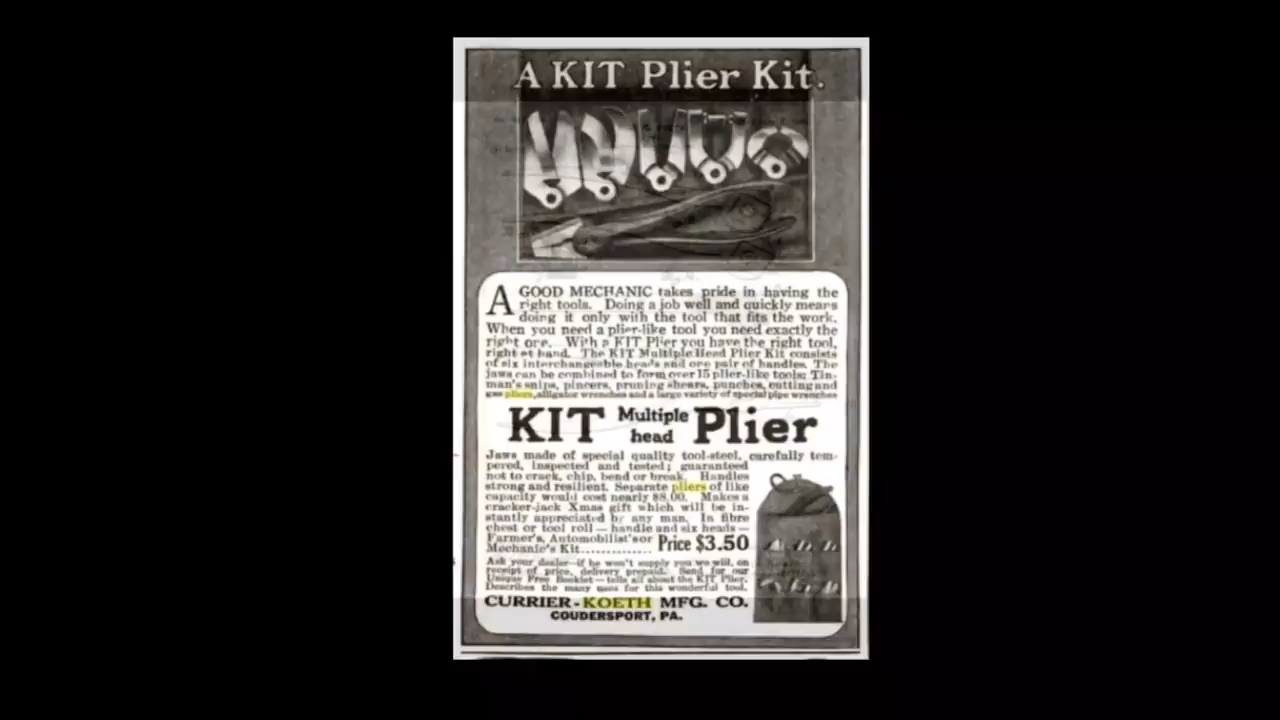 A KIT Plier Kit.
A GOOD MECHANIC takes pride in having the
right tools. Doing a job well and quickly means
doing it only with the tool that fits the work.
When you need a plier-like tool you need exactly the
right one. With a KIT Plier you have the right tool,
right at hand. The KIT Multiple Head Plier Kit consists
of six interchangeable heads and one pair of handles. The
jaws can be combined to form over 15 plier-like tools: Tin-
man's snips, pincers, pruning shears, punches, cutting and
gas pliers, alligator wrenches and a large variety of special pipe wrenches
KIT Multiple head Plier
Jaws made of special quality tool-steel, carefully tem-
pered, inspected and tested; guaranteed
not to crack, chip, bend or break. Handles
strong and resilient. Separate pliers of like
capacity would cost nearly $8.00. Makes a
cracker-jack Xmas gift which will be in-
stantly appreciated by any man. In fibre
chest or tool roll—handle and six heads—
Farmer's, Automobilist's or
Mechanic's Kit............. Price $3.50
Ask your dealer—if he won't supply you we will, on
receipt of price, delivery prepaid. Send for our
Unique Free Booklet—tells all about the KIT Plier.
Describes the many uses for this wonderful tool.
CURRIER-KOETH MFG. CO.
COUDERSPORT, PA.